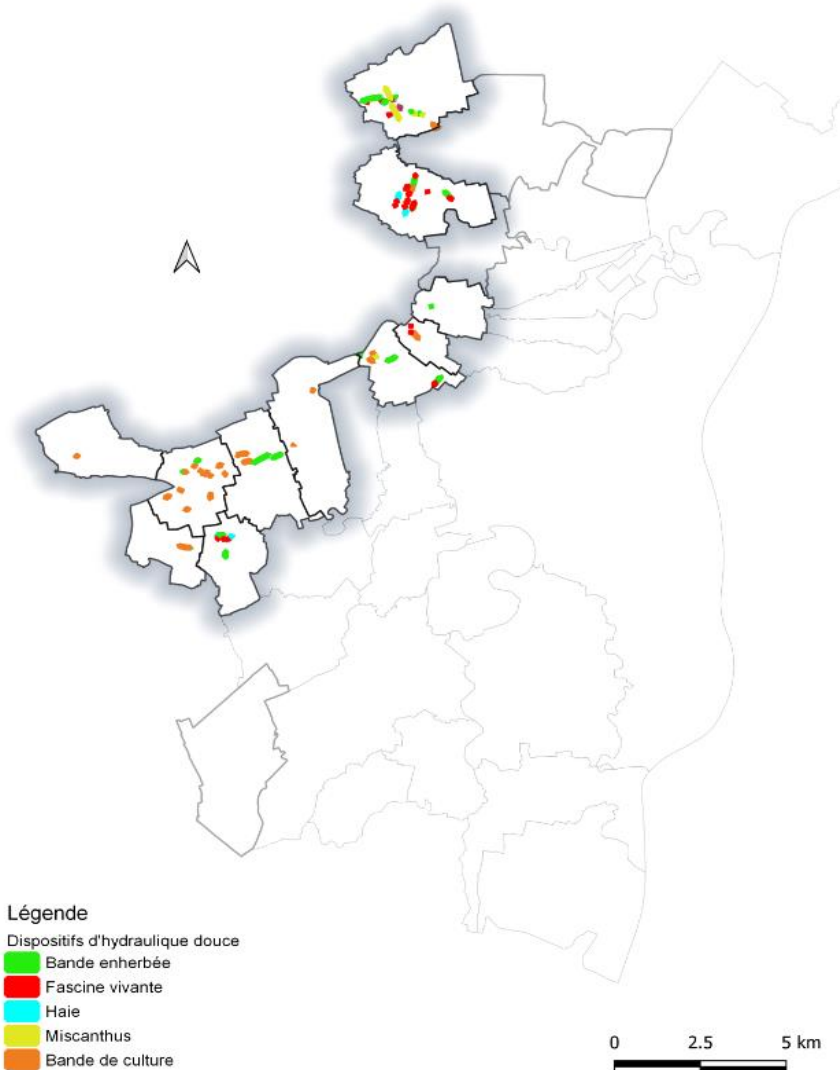 Légende
Dispositifs d'hydraulique douce
Bande enherbée
Fascine vivante
Haie
Miscanthus
Bande de culture
0 2.5 5 km